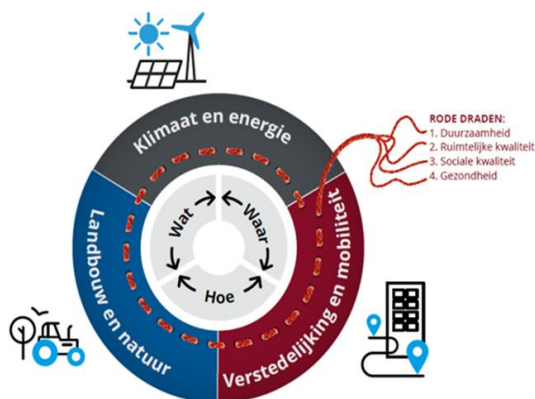 Klimaat en energie
RODE DRADEN:
1. Duurzaamheid
2. Ruimtelijke kwaliteit
3. Sociale kwaliteit
4. Gezondheid
Landbouw en natuur
Wat
Waar
Hoe
Verstedelijking en mobiliteit